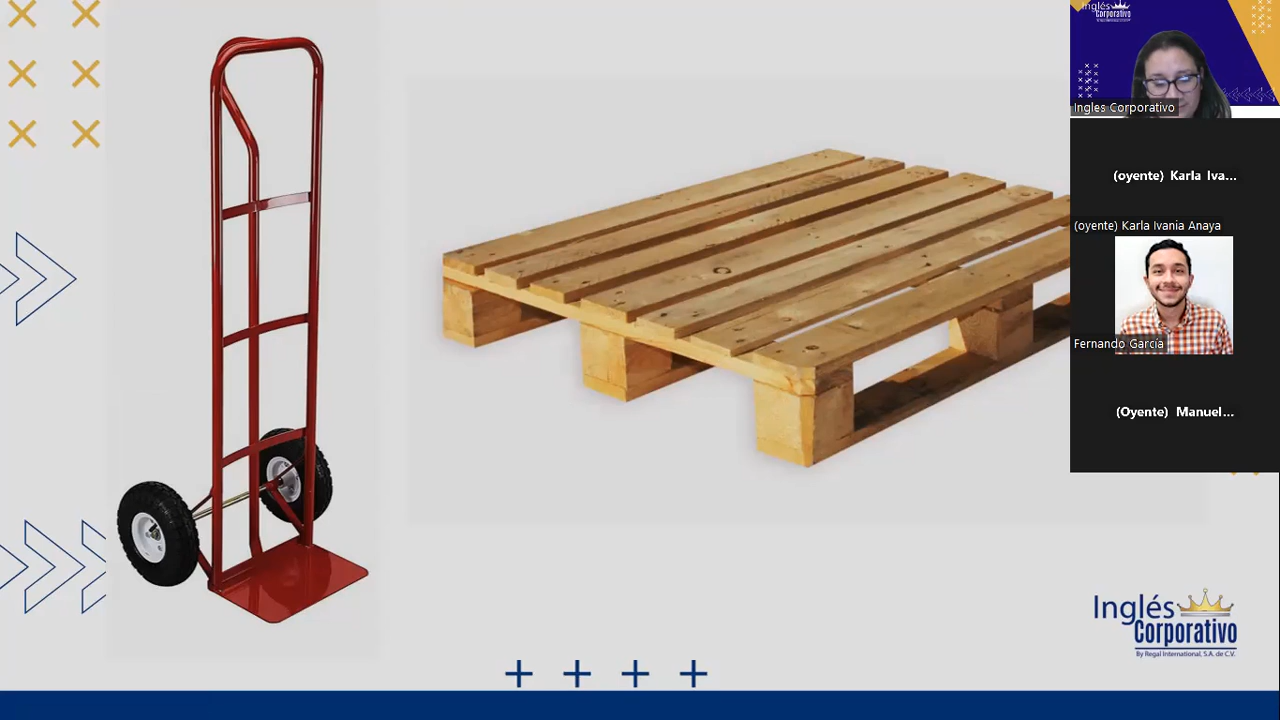 Inglés
Corporativo
Ingles Corporativo
(oyente) Karla Iva...
(oyente) Karla Ivania Anaya
Fernando García
(Oyente) Manuel...
Inglés
Corporativo
By Regal International, S.A. de C.V.